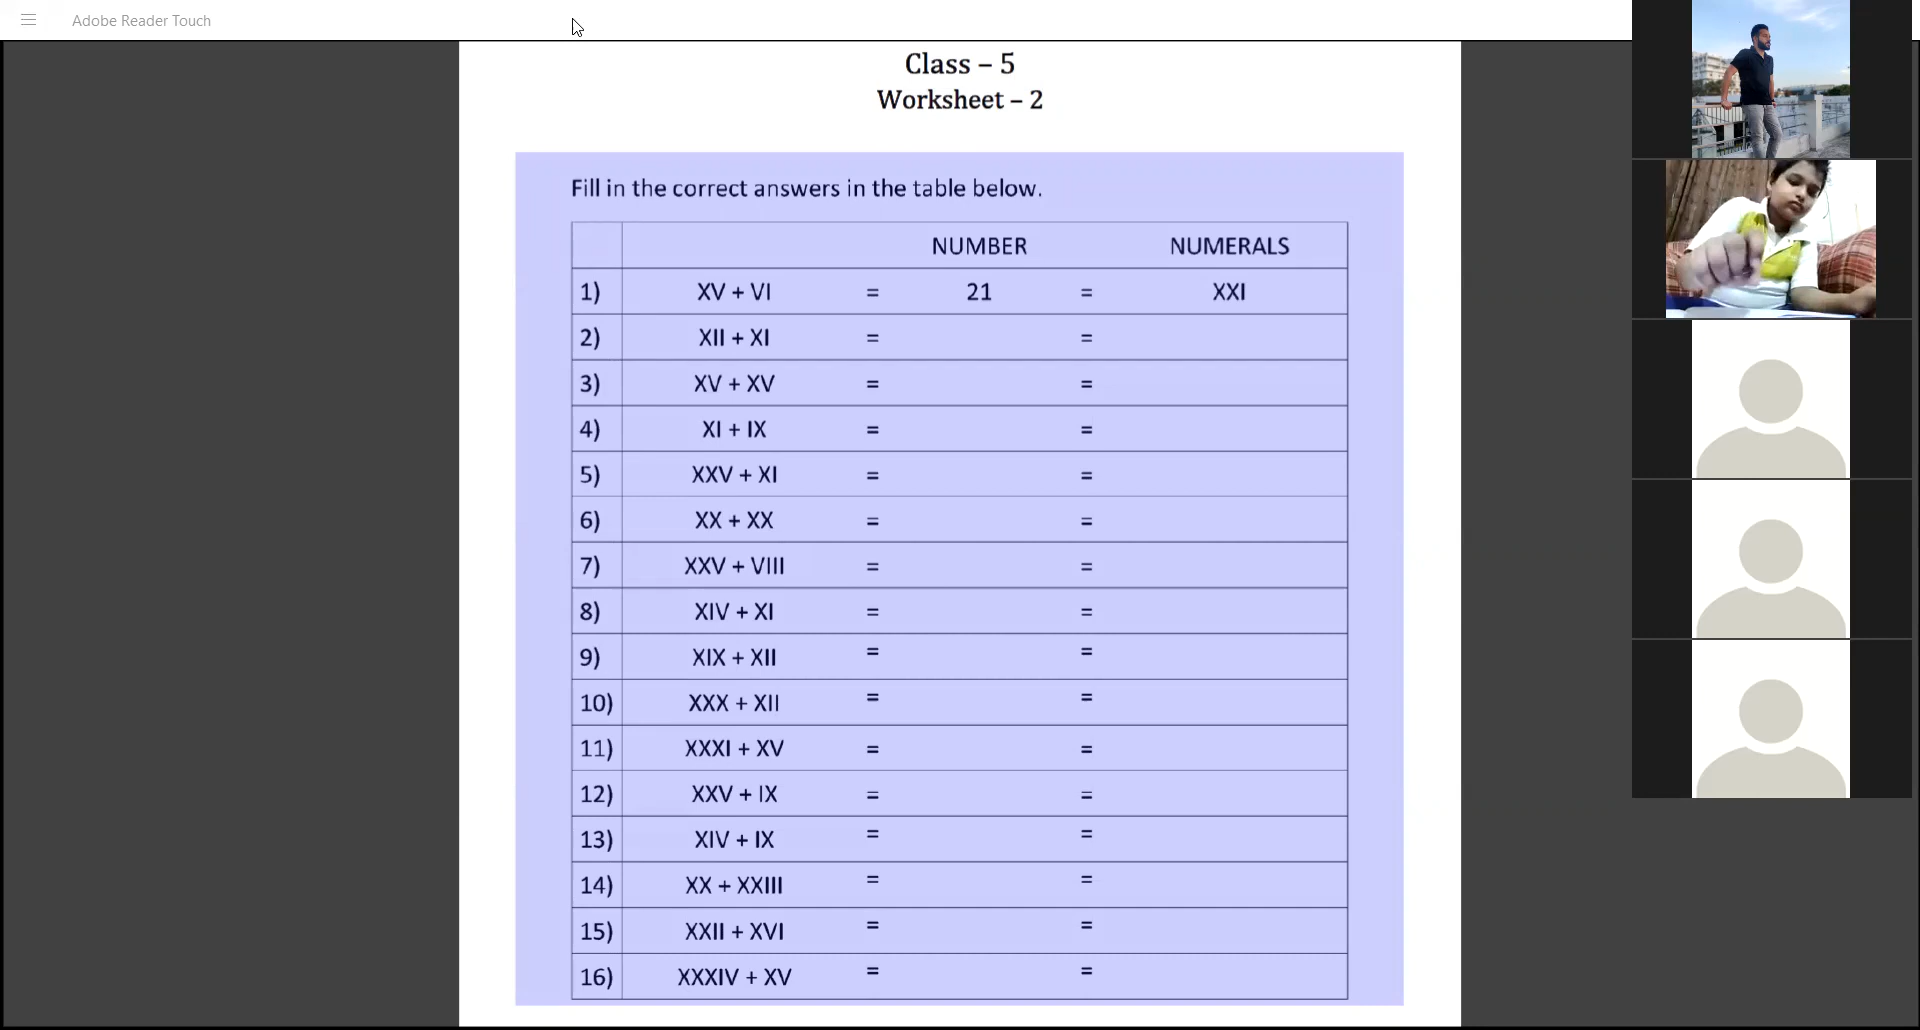 Adobe Reader Touch
Class – 5
Worksheet – 2
Fill in the correct answers in the table below.
NUMBER NUMERALS
1) XV + VI = 21 = XXI
2) XII + XI = =
3) XV + XV = =
4) XI + IX = =
5) XXV + XI = =
6) XX + XX = =
7) XXV + VIII = =
8) XIV + XI = =
9) XIX + XII = =
10) XXX + XII = =
11) XXXI + XV = =
12) XXV + IX = =
13) XIV + IX = =
14) XX + XXIII = =
15) XXII + XVI = =
16) XXXIV + XV = =